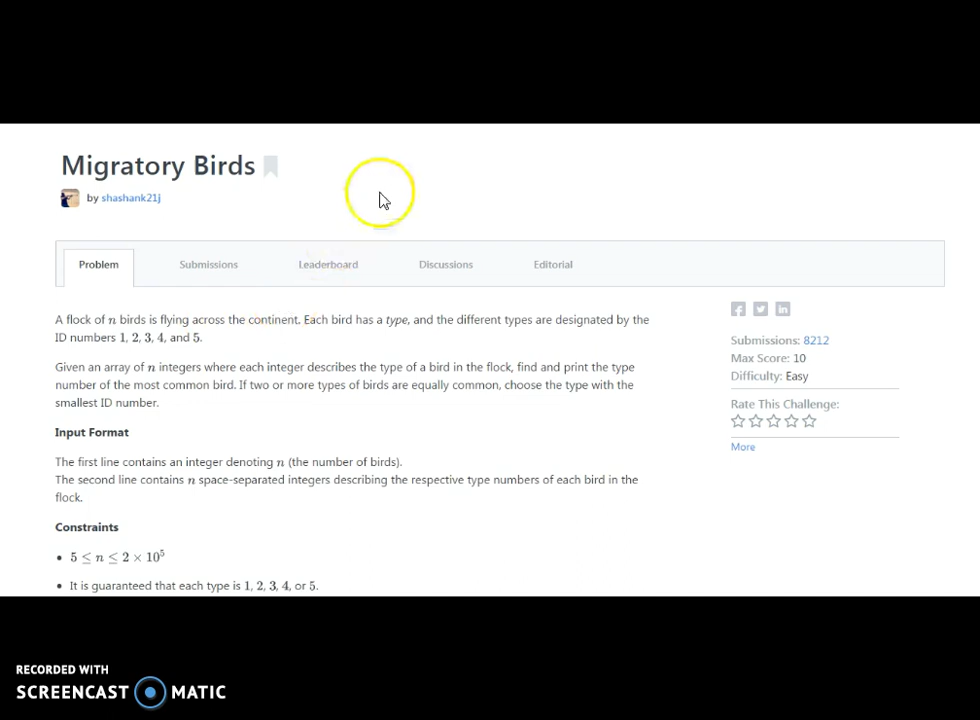 Migratory Birds
by shashank21j
Problem Submissions Leaderboard Discussions Editorial
A flock of n birds is flying across the continent. Each bird has a type, and the different types are designated by the
ID numbers 1, 2, 3, 4, and 5.
Given an array of n integers where each integer describes the type of a bird in the flock, find and print the type
number of the most common bird. If two or more types of birds are equally common, choose the type with the
smallest ID number.
Input Format
The first line contains an integer denoting n (the number of birds).
The second line contains n space-separated integers describing the respective type numbers of each bird in the
flock.
Constraints
• 5 ≤ n ≤ 2 × 10⁵
• It is guaranteed that each type is 1, 2, 3, 4, or 5.
Submissions: 8212
Max Score: 10
Difficulty: Easy
Rate This Challenge:
More
RECORDED WITH
SCREENCAST MATIC